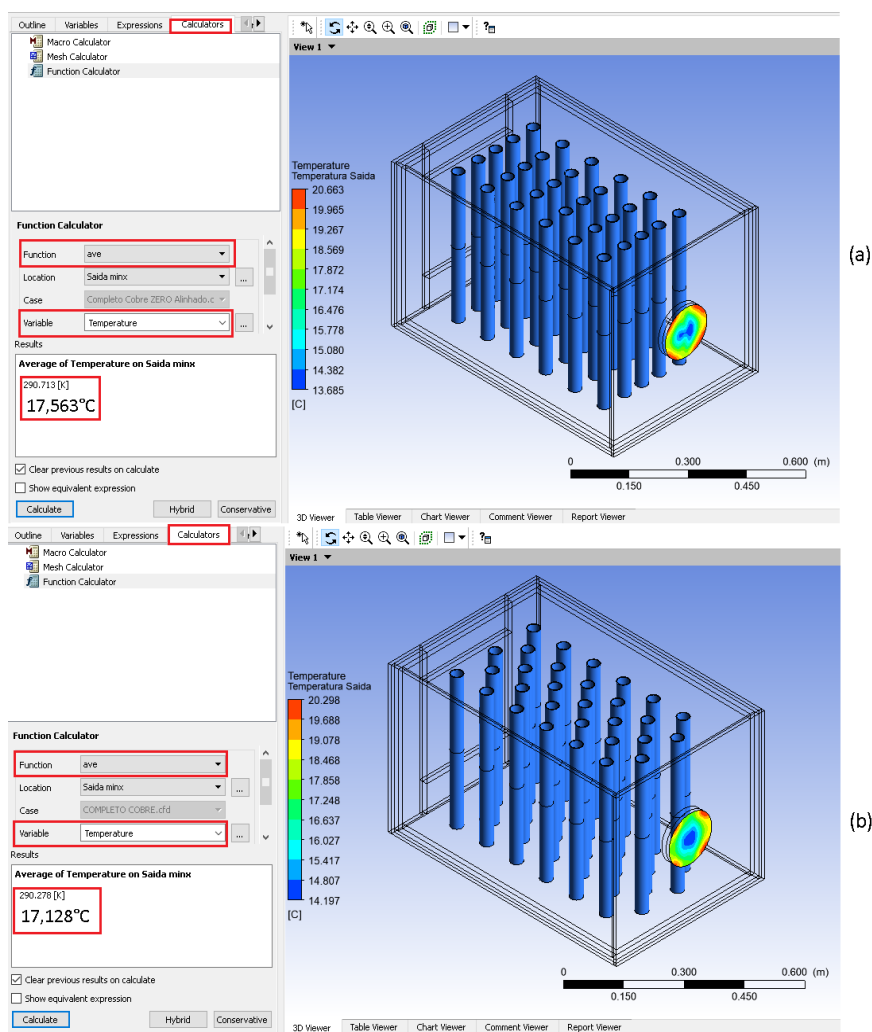 Outline Variables Expressions Calculators
View 1
Macro Calculator
Mesh Calculator
Function Calculator
Function Calculator
Function ave
Location Saida minx ...
Case Completo Cobre ZERO Alinhado.c
Variable Temperature ...
Results
Average of Temperature on Saida minx
290.713 [K]
17,563°C
Clear previous results on calculate
Show equivalent expression
Calculate Hybrid Conservative
Temperature
Temperatura Saida
20.663
19.965
19.267
18.569
17.872
17.174
16.476
15.778
15.080
14.382
13.685
[C]
0 0.300 0.600 (m)
0.150 0.450
3D Viewer Table Viewer Chart Viewer Comment Viewer Report Viewer
(a)
Outline Variables Expressions Calculators
View 1
Macro Calculator
Mesh Calculator
Function Calculator
Function Calculator
Function ave
Location Saida minx ...
Case COMPLETO COBRE.cfd
Variable Temperature ...
Results
Average of Temperature on Saida minx
290.278 [K]
17,128°C
Clear previous results on calculate
Show equivalent expression
Calculate Hybrid Conservative
Temperature
Temperatura Saida
20.298
19.688
19.078
18.468
17.858
17.248
16.637
16.027
15.417
14.807
14.197
[C]
0 0.300 0.600 (m)
0.150 0.450
3D Viewer Table Viewer Chart Viewer Comment Viewer Report Viewer
(b)